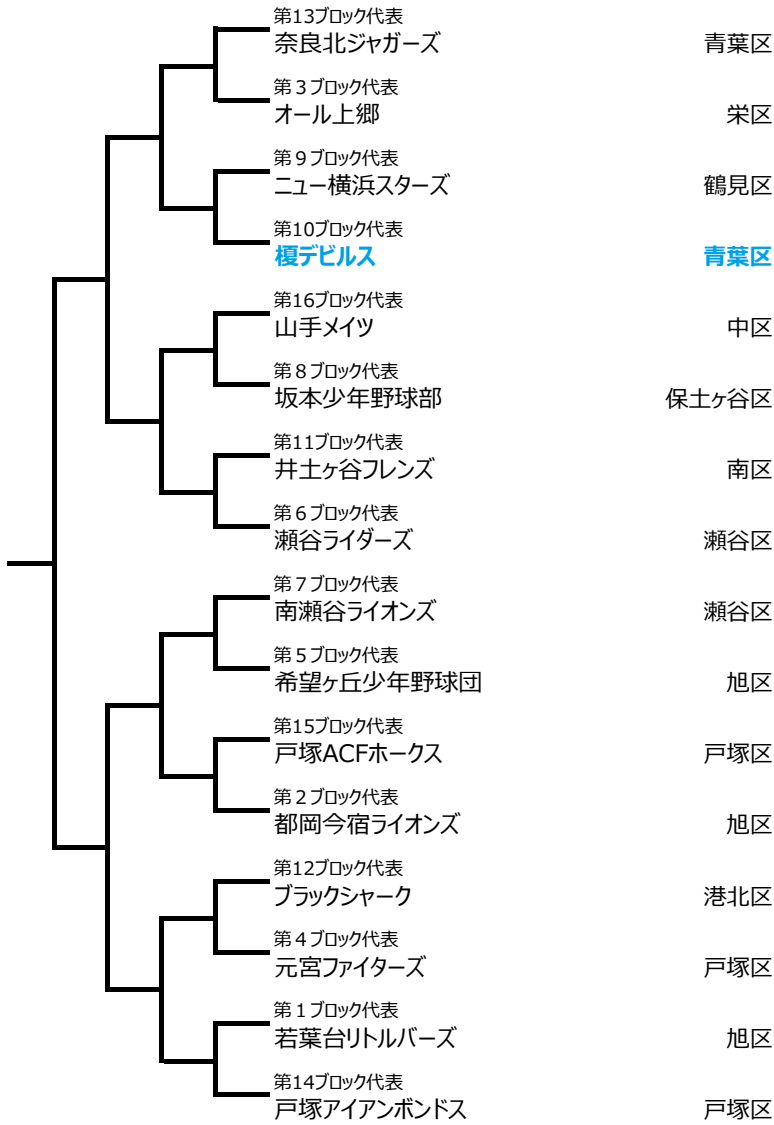 第13ブロック代表
奈良北ジャガーズ 青葉区
第３ブロック代表
オール上郷 栄区
第９ブロック代表
ニュー横浜スターズ 鶴見区
第10ブロック代表
榎デビルス 青葉区
第16ブロック代表
山手メイツ 中区
第８ブロック代表
坂本少年野球部 保土ヶ谷区
第11ブロック代表
井土ヶ谷フレンズ 南区
第６ブロック代表
瀬谷ライダーズ 瀬谷区
第７ブロック代表
南瀬谷ライオンズ 瀬谷区
第５ブロック代表
希望ヶ丘少年野球団 旭区
第15ブロック代表
戸塚ACFホークス 戸塚区
第２ブロック代表
都岡今宿ライオンズ 旭区
第12ブロック代表
ブラックシャーク 港北区
第４ブロック代表
元宮ファイターズ 戸塚区
第１ブロック代表
若葉台リトルバーズ 旭区
第14ブロック代表
戸塚アイアンボンドス 戸塚区